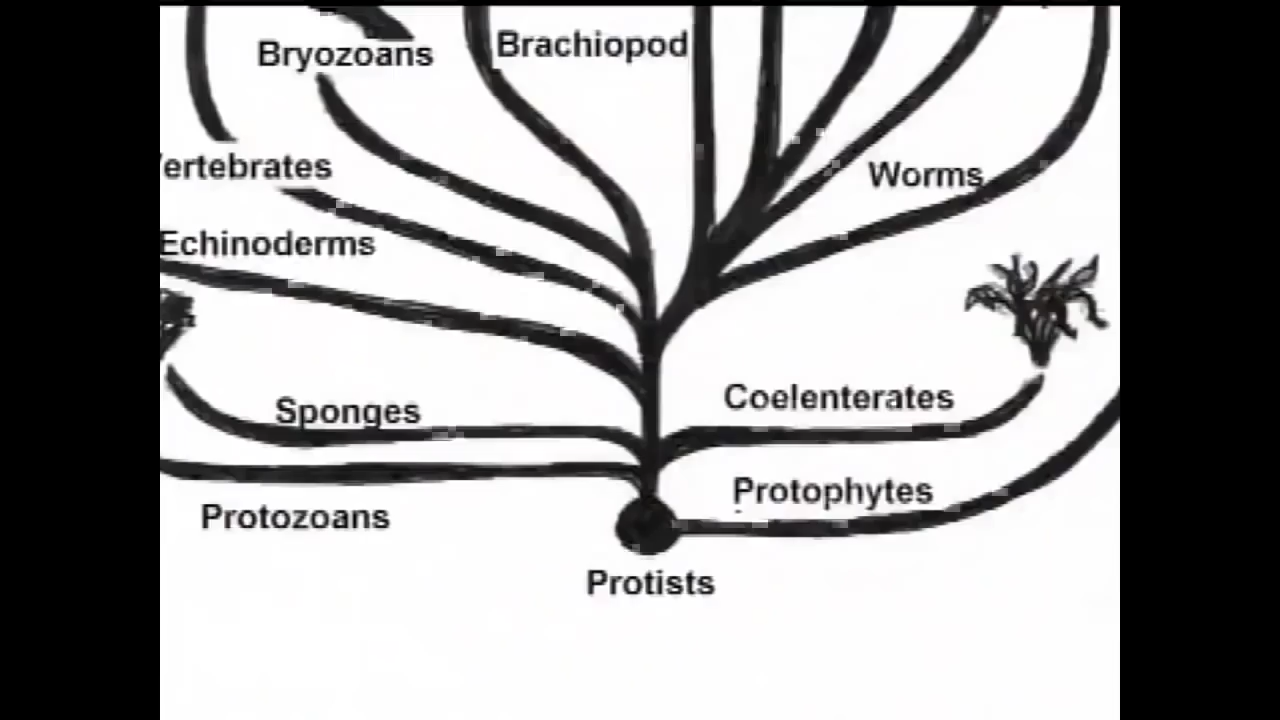 Brachiopod
Bryozoans
ertebrates
Worms
Echinoderms
Coelenterates
Sponges
Protophytes
Protozoans
Protists